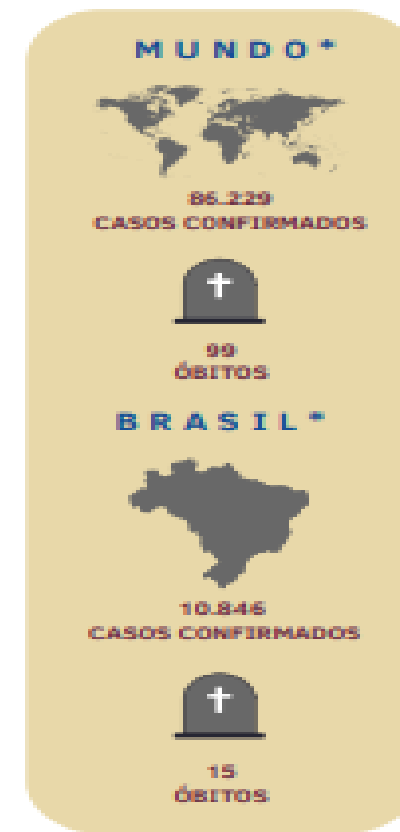 MUNDO*
86.229
CASOS CONFIRMADOS
99
ÓBITOS
BRASIL*
10.846
CASOS CONFIRMADOS
15
ÓBITOS